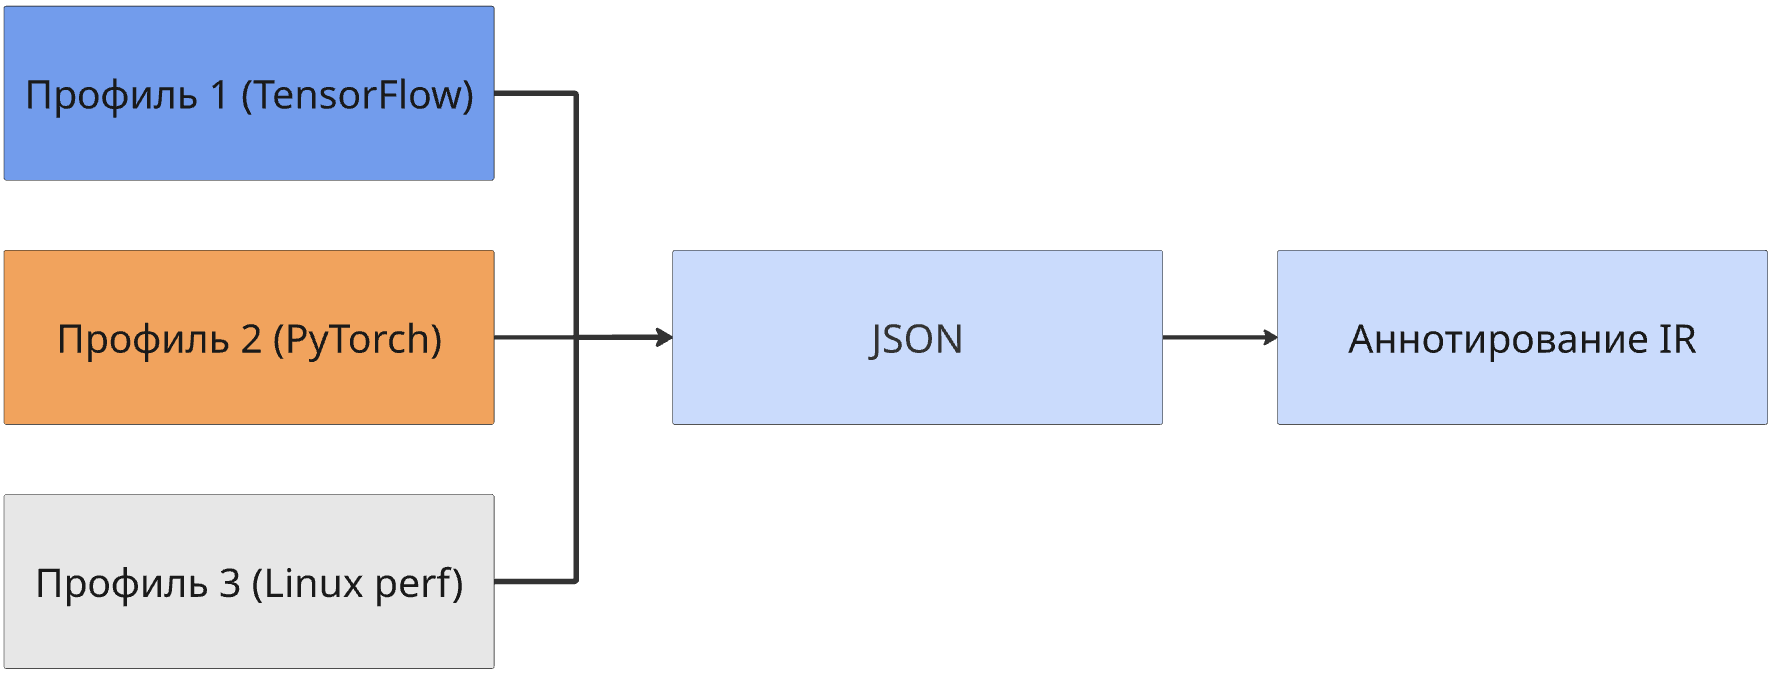 Профиль 1 (TensorFlow)
Профиль 2 (PyTorch)
JSON
Аннотирование IR
Профиль 3 (Linux perf)